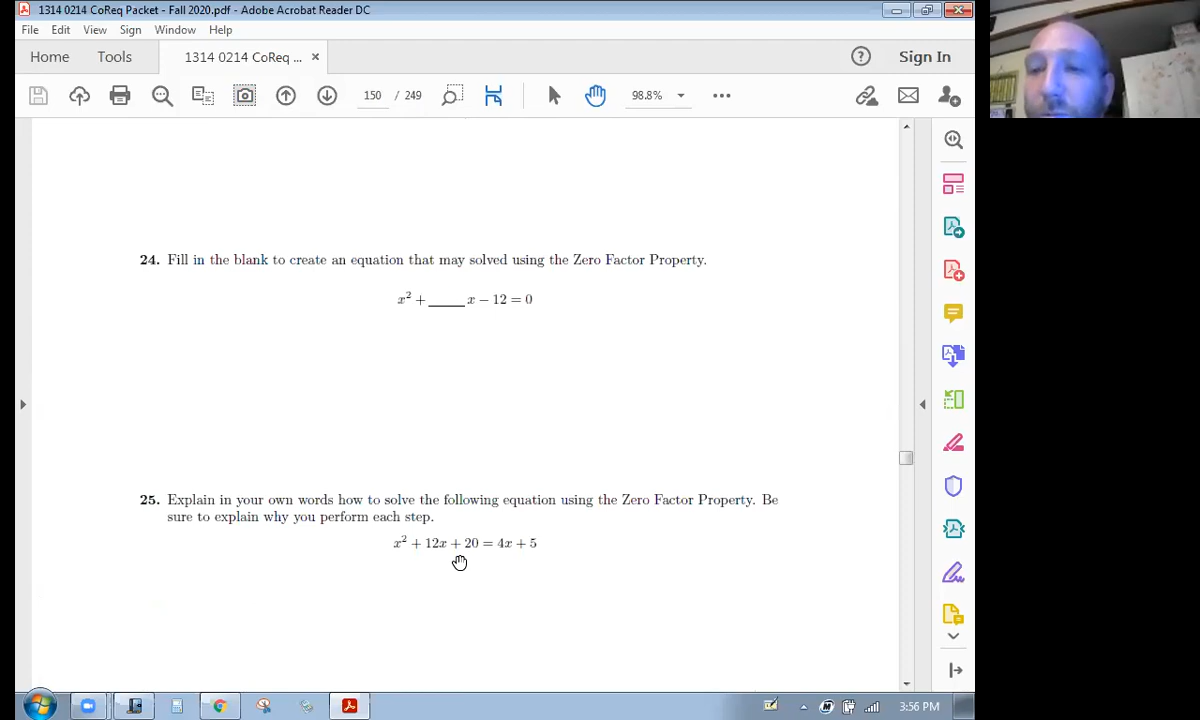 1314 0214 CoReq Packet - Fall 2020.pdf - Adobe Acrobat Reader DC
File Edit View Sign Window Help
Home Tools 1314 0214 CoReq ... × Sign In
150 / 249 98.8%
24. Fill in the blank to create an equation that may solved using the Zero Factor Property.
x² + _____ x − 12 = 0
25. Explain in your own words how to solve the following equation using the Zero Factor Property. Be
sure to explain why you perform each step.
x² + 12x + 20 = 4x + 5
3:56 PM